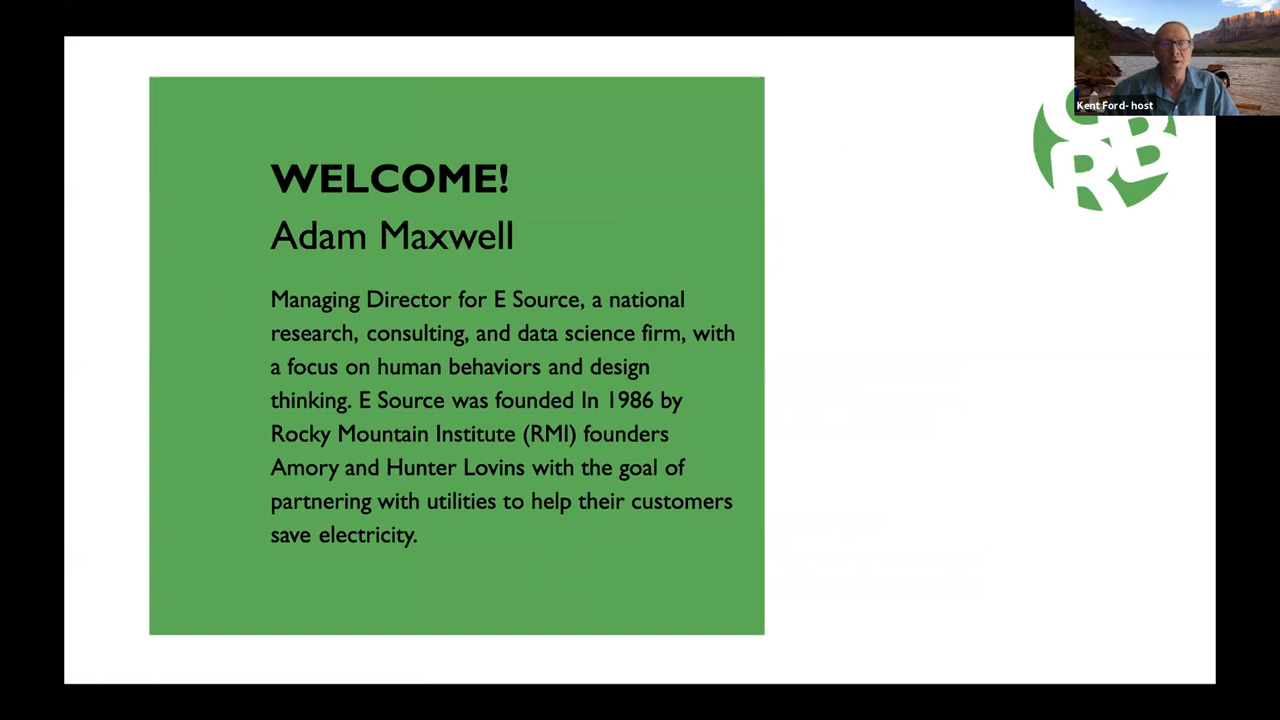 WELCOME!
Adam Maxwell
Managing Director for E Source, a national
research, consulting, and data science firm, with
a focus on human behaviors and design
thinking. E Source was founded In 1986 by
Rocky Mountain Institute (RMI) founders
Amory and Hunter Lovins with the goal of
partnering with utilities to help their customers
save electricity.
Kent Ford- host
C
B
R